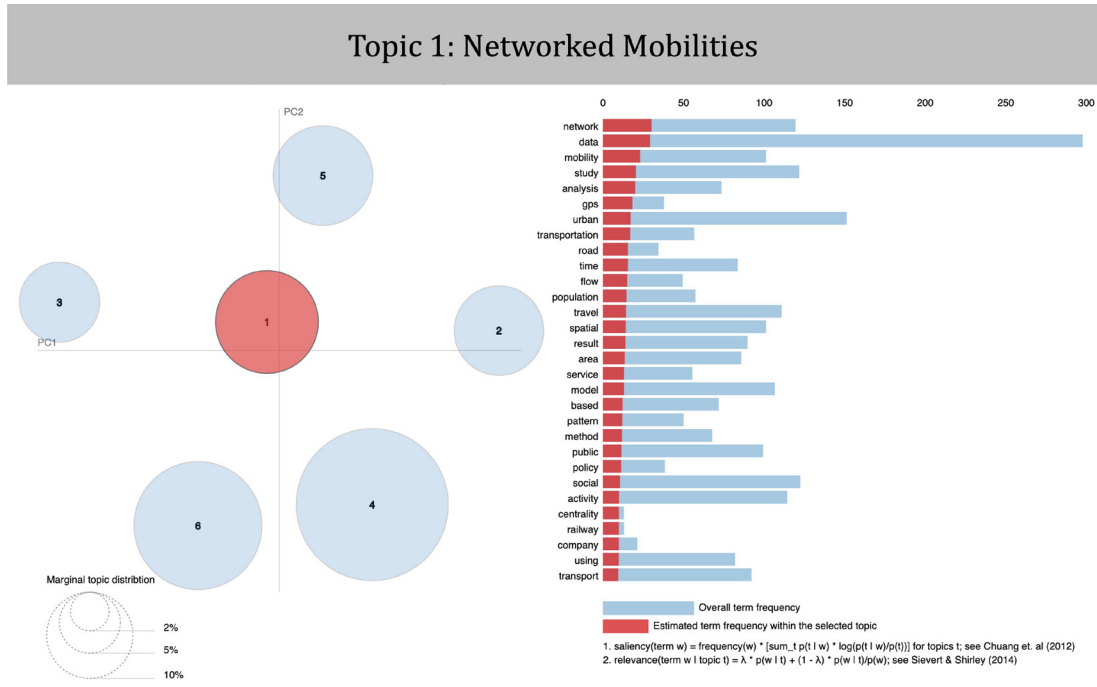 Topic 1: Networked Mobilities
PC2
5
3
1
2
PC1
4
6
Marginal topic distribtion
2%
5%
10%
0 50 100 150 200 250 300
network
data
mobility
study
analysis
gps
urban
transportation
road
time
flow
population
travel
spatial
result
area
service
model
based
pattern
method
public
policy
social
activity
centrality
railway
company
using
transport
Overall term frequency
Estimated term frequency within the selected topic
1. saliency(term w) = frequency(w) * [sum_t p(t | w) * log(p(t | w)/p(t))] for topics t; see Chuang et. al (2012)
2. relevance(term w | topic t) = λ * p(w | t) + (1 - λ) * p(w | t)/p(w); see Sievert & Shirley (2014)